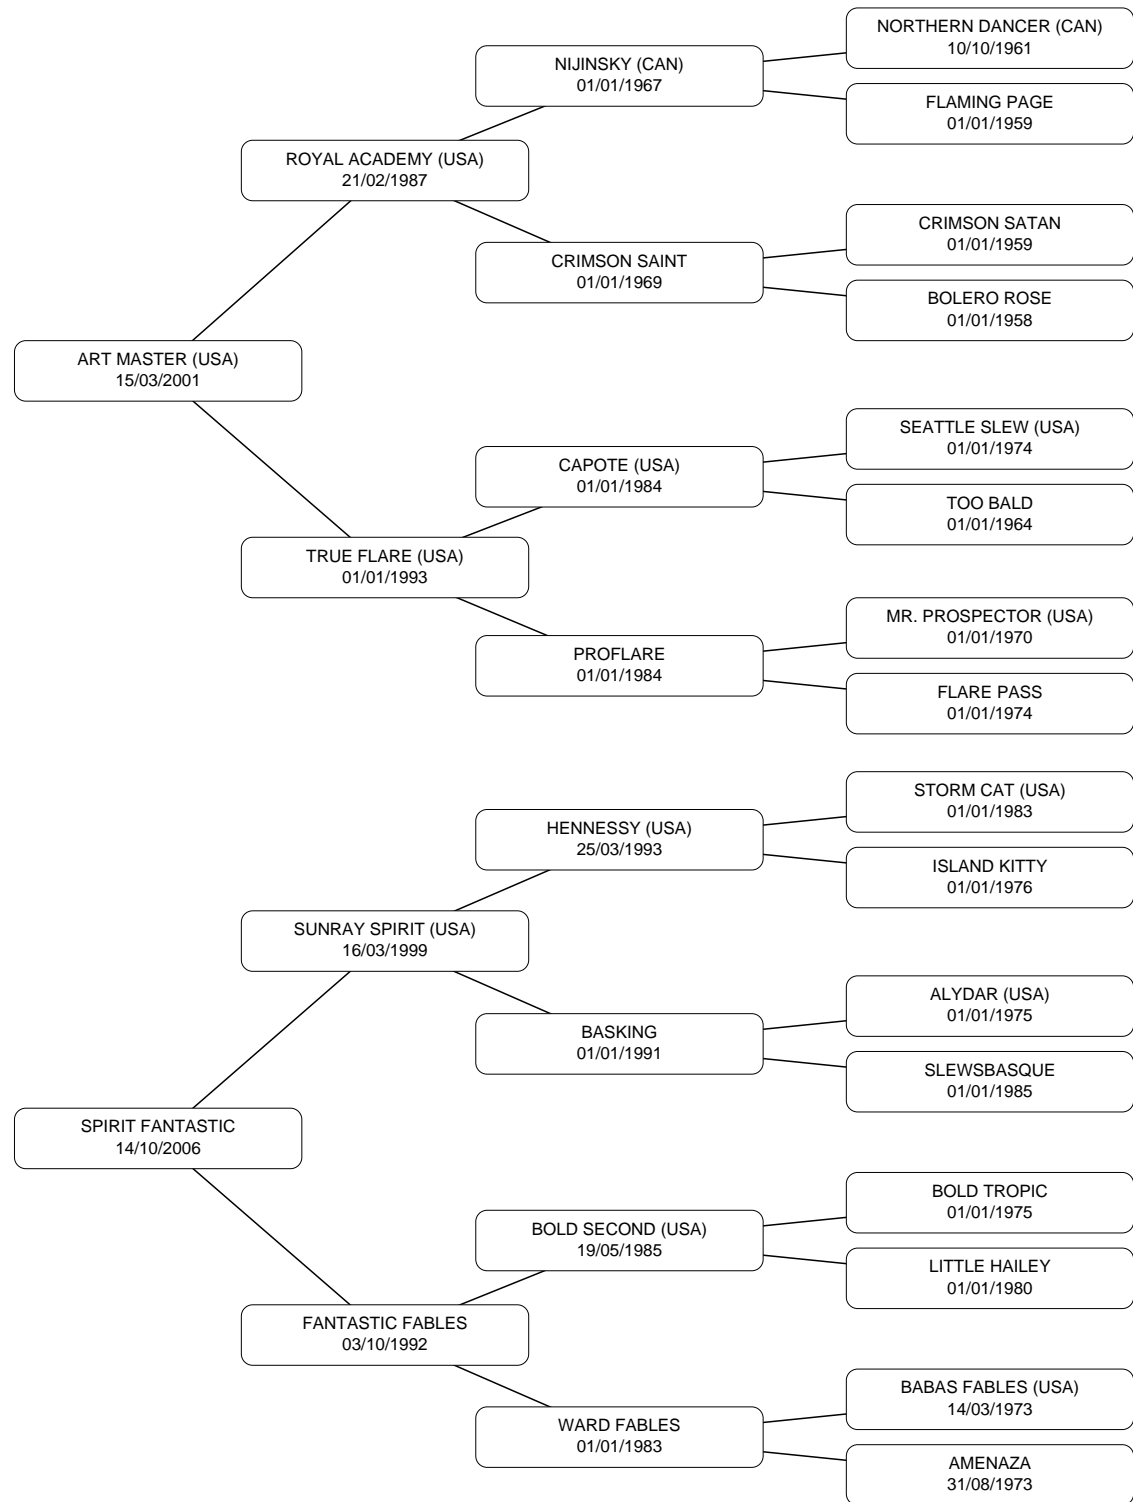 NORTHERN DANCER (CAN)
10/10/1961
NIJINSKY (CAN)
01/01/1967
FLAMING PAGE
01/01/1959
ROYAL ACADEMY (USA)
21/02/1987
CRIMSON SATAN
01/01/1959
CRIMSON SAINT
01/01/1969
BOLERO ROSE
01/01/1958
ART MASTER (USA)
15/03/2001
SEATTLE SLEW (USA)
01/01/1974
CAPOTE (USA)
01/01/1984
TOO BALD
01/01/1964
TRUE FLARE (USA)
01/01/1993
MR. PROSPECTOR (USA)
01/01/1970
PROFLARE
01/01/1984
FLARE PASS
01/01/1974
STORM CAT (USA)
01/01/1983
HENNESSY (USA)
25/03/1993
ISLAND KITTY
01/01/1976
SUNRAY SPIRIT (USA)
16/03/1999
ALYDAR (USA)
01/01/1975
BASKING
01/01/1991
SLEWSBASQUE
01/01/1985
SPIRIT FANTASTIC
14/10/2006
BOLD TROPIC
01/01/1975
BOLD SECOND (USA)
19/05/1985
LITTLE HAILEY
01/01/1980
FANTASTIC FABLES
03/10/1992
BABAS FABLES (USA)
14/03/1973
WARD FABLES
01/01/1983
AMENAZA
31/08/1973